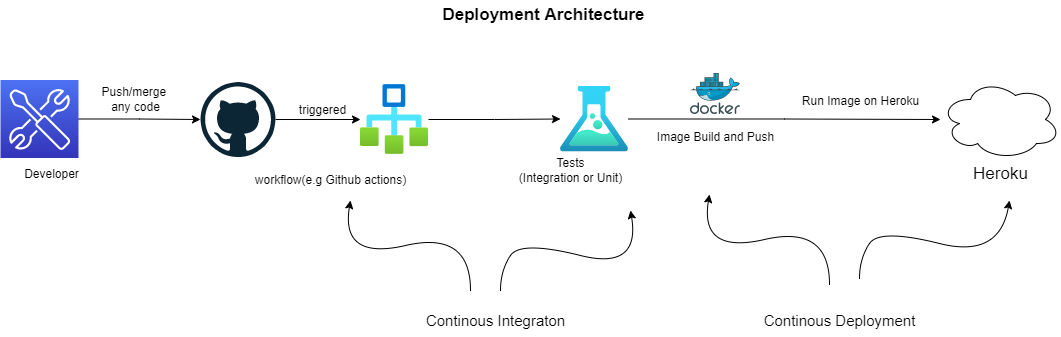 Deployment Architecture
Push/merge
any code
triggered
docker
Run Image on Heroku
Image Build and Push
Developer
workflow(e.g Github actions)
Tests
(Integration or Unit)
Heroku
Continous Integraton
Continous Deployment